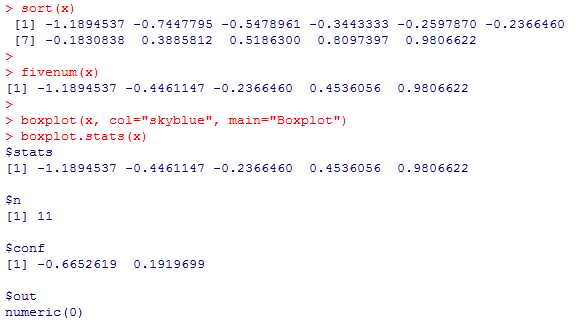 > sort(x)
 [1] -1.1894537 -0.7447795 -0.5478961 -0.3443333 -0.2597870 -0.2366460
 [7] -0.1830838  0.3885812  0.5186300  0.8097397  0.9806622
>
> fivenum(x)
[1] -1.1894537 -0.4461147 -0.2366460  0.4536056  0.9806622
>
> boxplot(x, col="skyblue", main="Boxplot")
> boxplot.stats(x)
$stats
[1] -1.1894537 -0.4461147 -0.2366460  0.4536056  0.9806622

$n
[1] 11

$conf
[1] -0.6652619  0.1919699

$out
numeric(0)